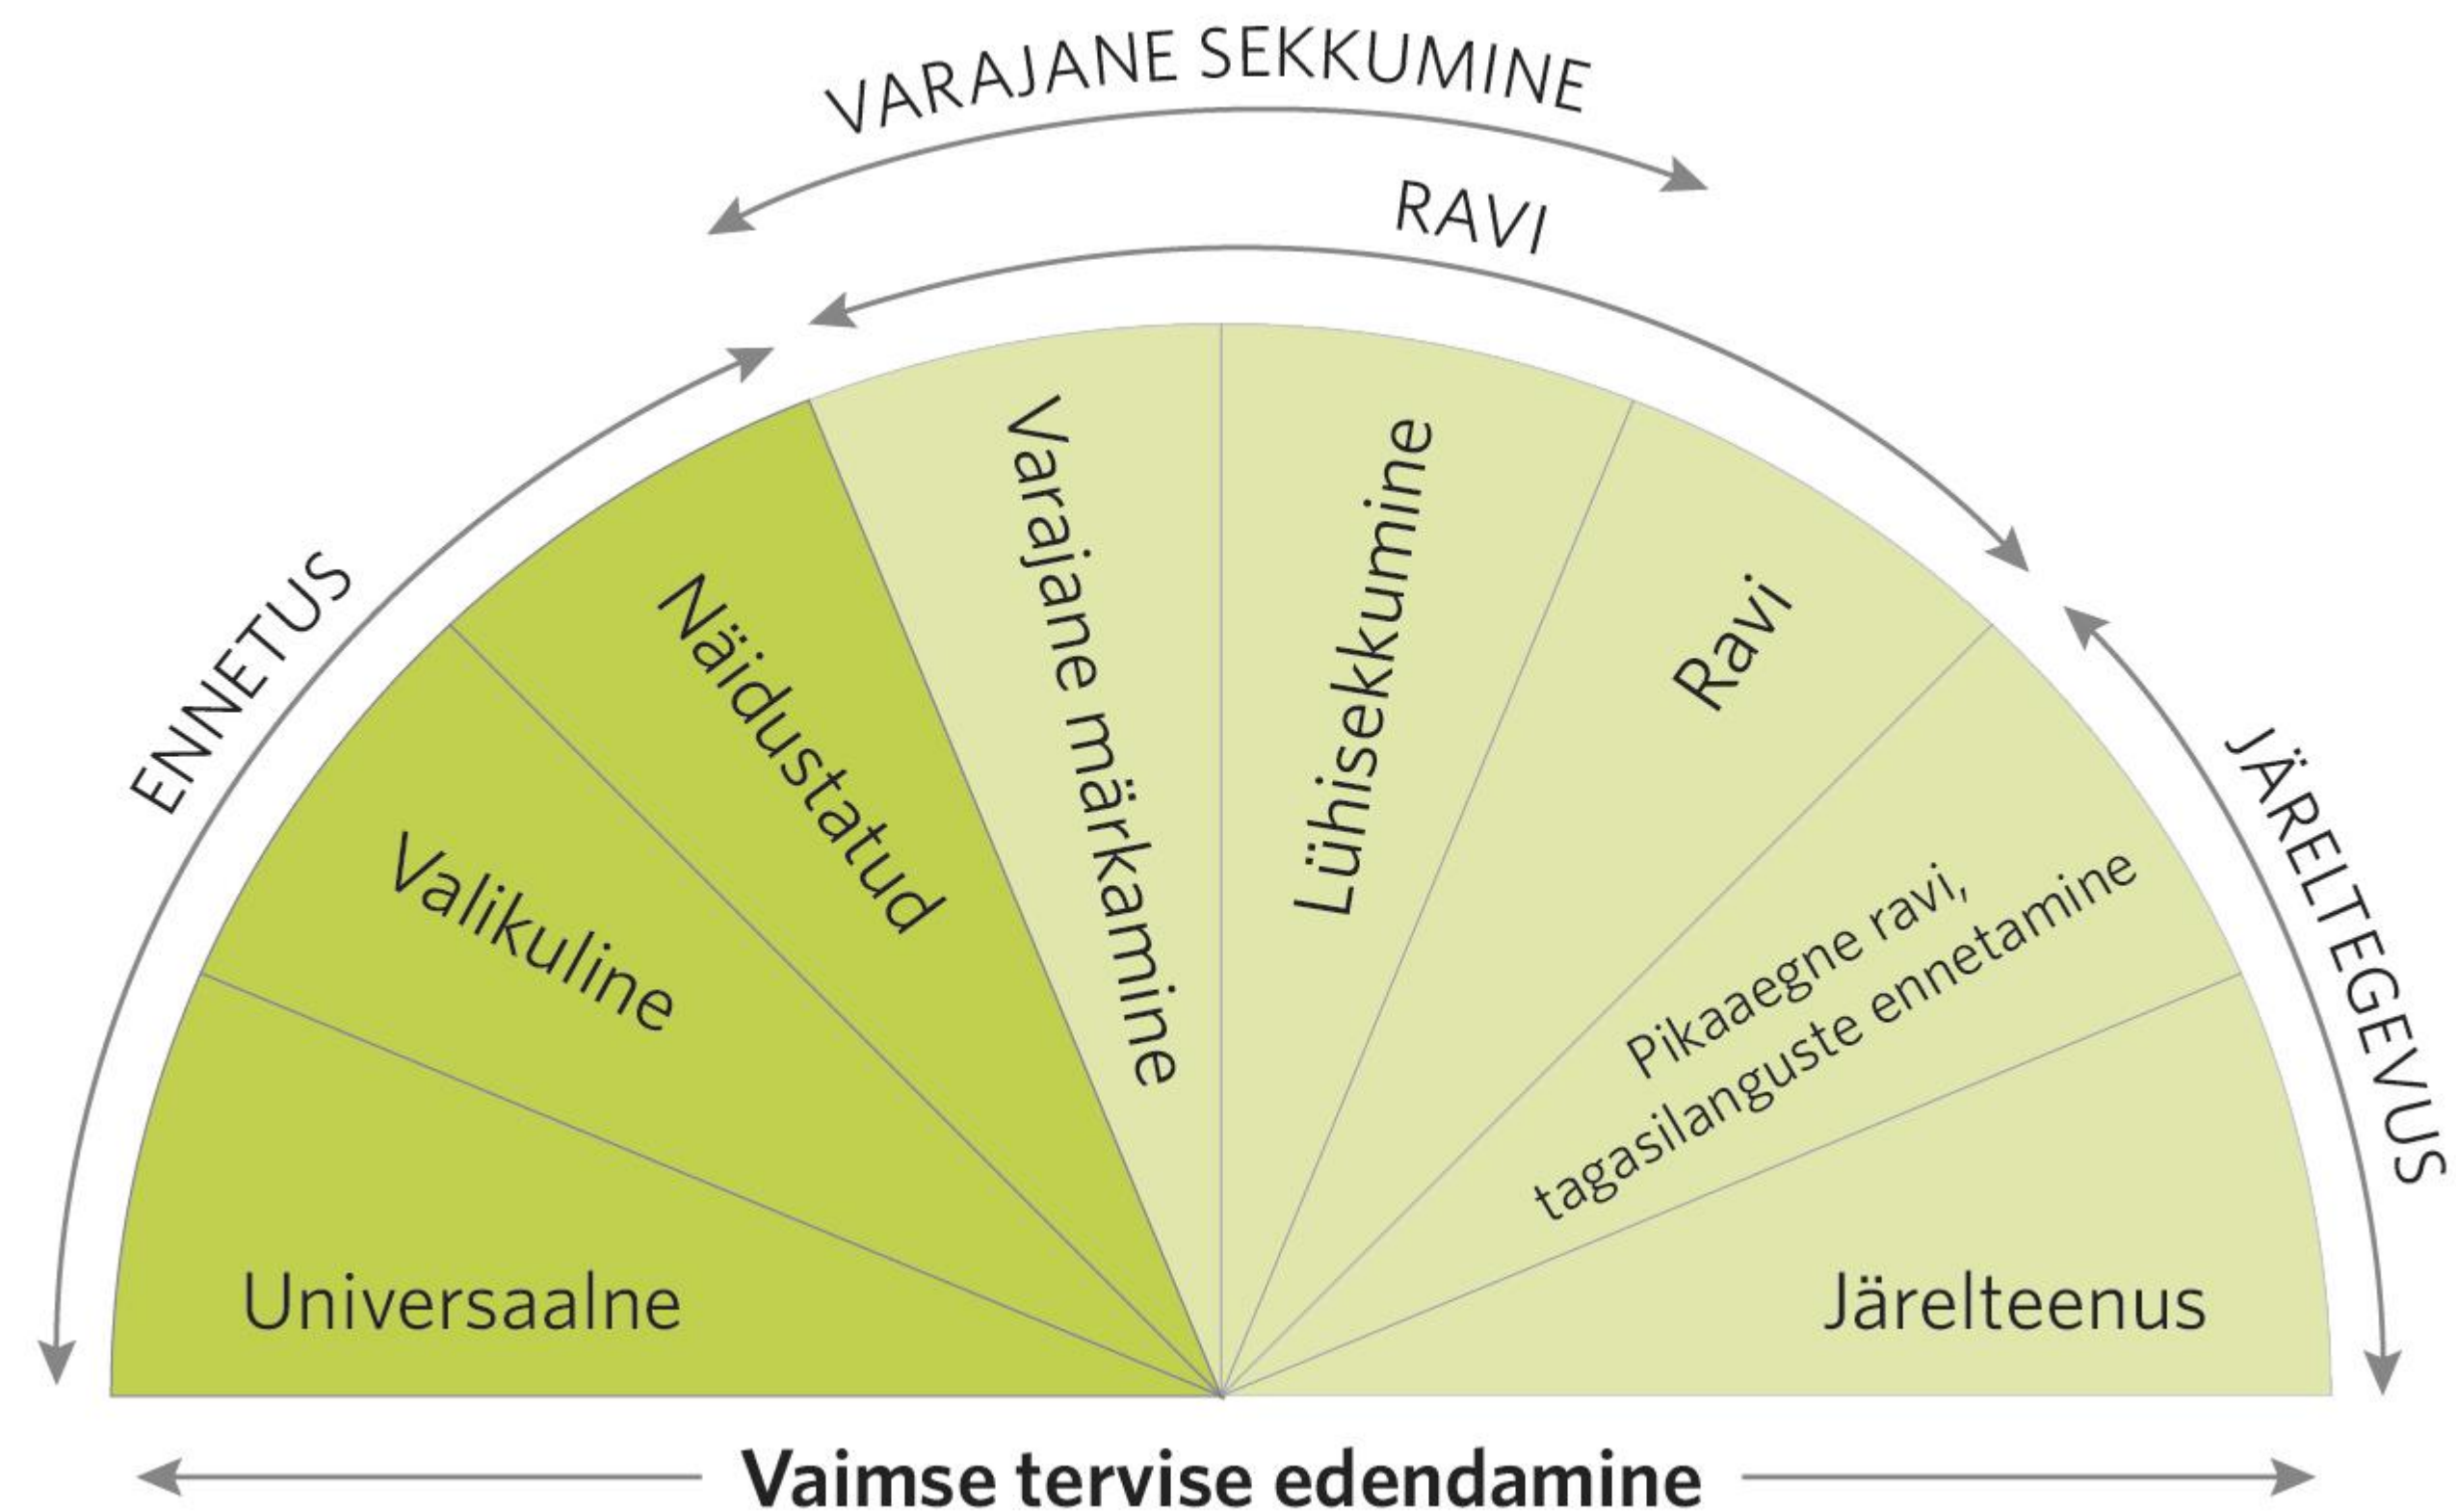 VARAJANE SEKKUMINE
RAVI
ENNETUS
JÄRELTEGEVUS
Universaalne
Valikuline
Näidustatud
Varajane märkamine
Lühisekkumine
Ravi
Pikaaegne ravi,
tagasilanguste ennetamine
Järelteenus
Vaimse tervise edendamine